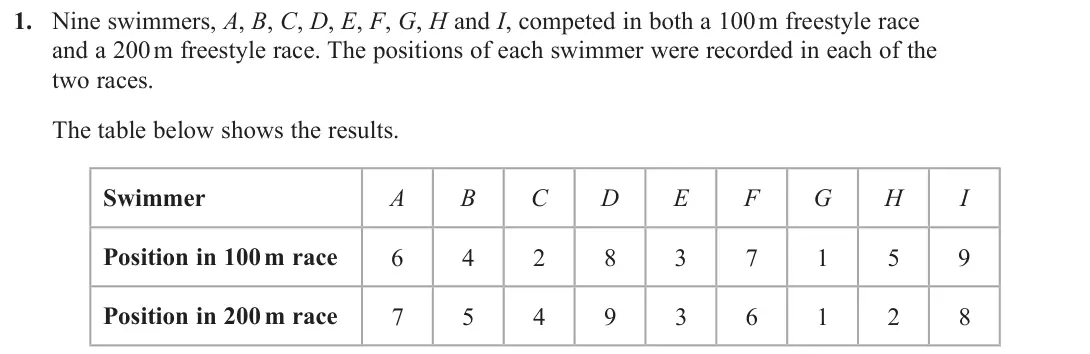 1. Nine swimmers, A, B, C, D, E, F, G, H and I, competed in both a 100 m freestyle race
and a 200 m freestyle race. The positions of each swimmer were recorded in each of the
two races.
The table below shows the results.
Swimmer A B C D E F G H I
Position in 100 m race 6 4 2 8 3 7 1 5 9
Position in 200 m race 7 5 4 9 3 6 1 2 8